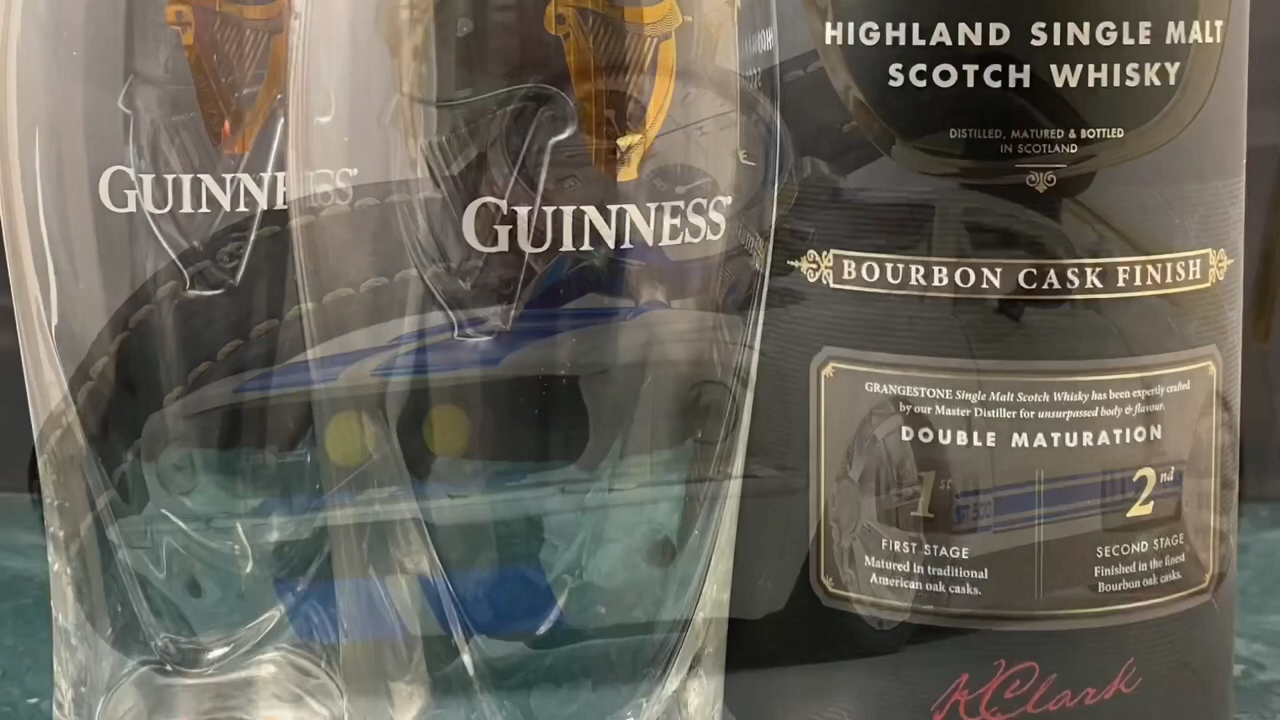 GUINNESS
GUINNESS
HIGHLAND SINGLE MALT
SCOTCH WHISKY
DISTILLED, MATURED & BOTTLED
IN SCOTLAND
BOURBON CASK FINISH
GRANGESTONE Single Malt Scotch Whisky has been expertly crafted
by our Master Distiller for unsurpassed body & flavour.
DOUBLE MATURATION
1st
2nd
FIRST STAGE
Matured in traditional
American oak casks.
SECOND STAGE
Finished in the finest
Bourbon oak casks.
A Clark